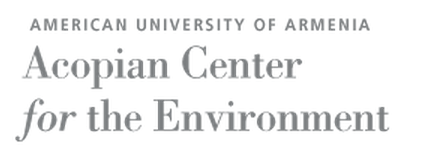 AMERICAN UNIVERSITY OF ARMENIA
Acopian Center
for the Environment